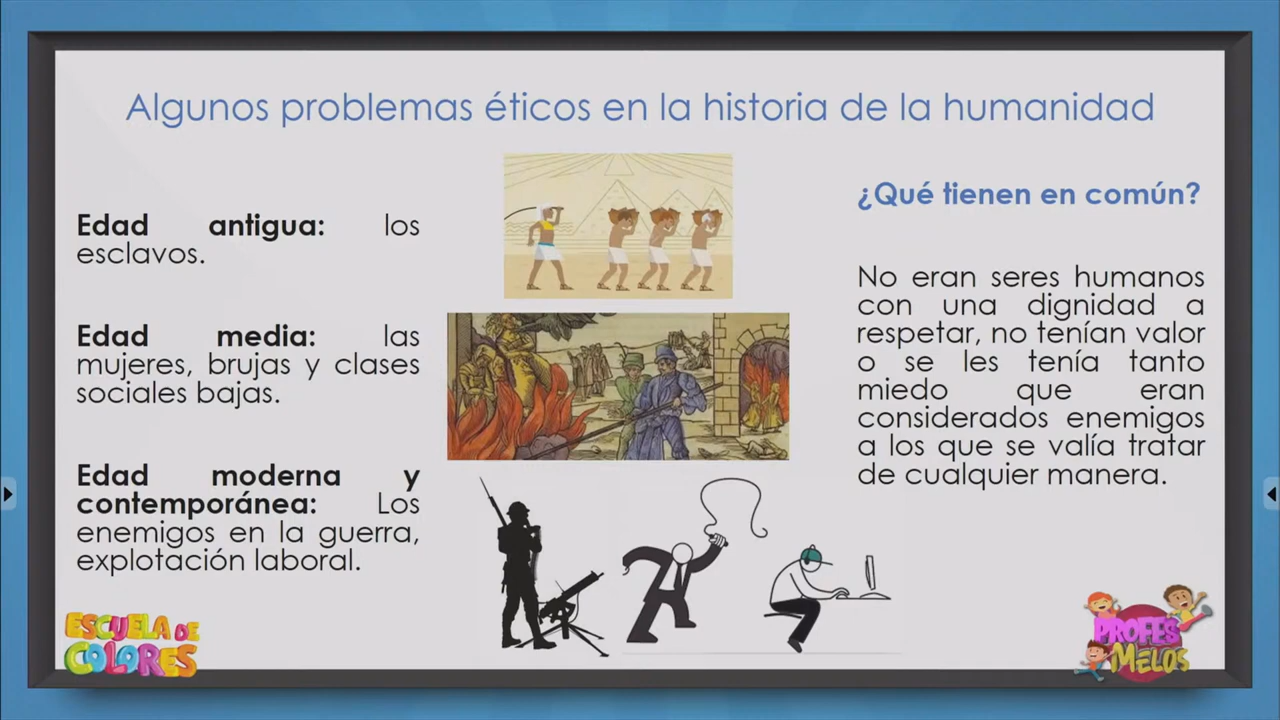 Algunos problemas éticos en la historia de la humanidad
Edad antigua: los
esclavos.
Edad media: las
mujeres, brujas y clases
sociales bajas.
Edad moderna y
contemporánea: Los
enemigos en la guerra,
explotación laboral.
¿Qué tienen en común?
No eran seres humanos
con una dignidad a
respetar, no tenían valor
o se les tenía tanto
miedo que eran
considerados enemigos
a los que se valía tratar
de cualquier manera.
ESCUELA DE
COLORES
PROFES
MELOS